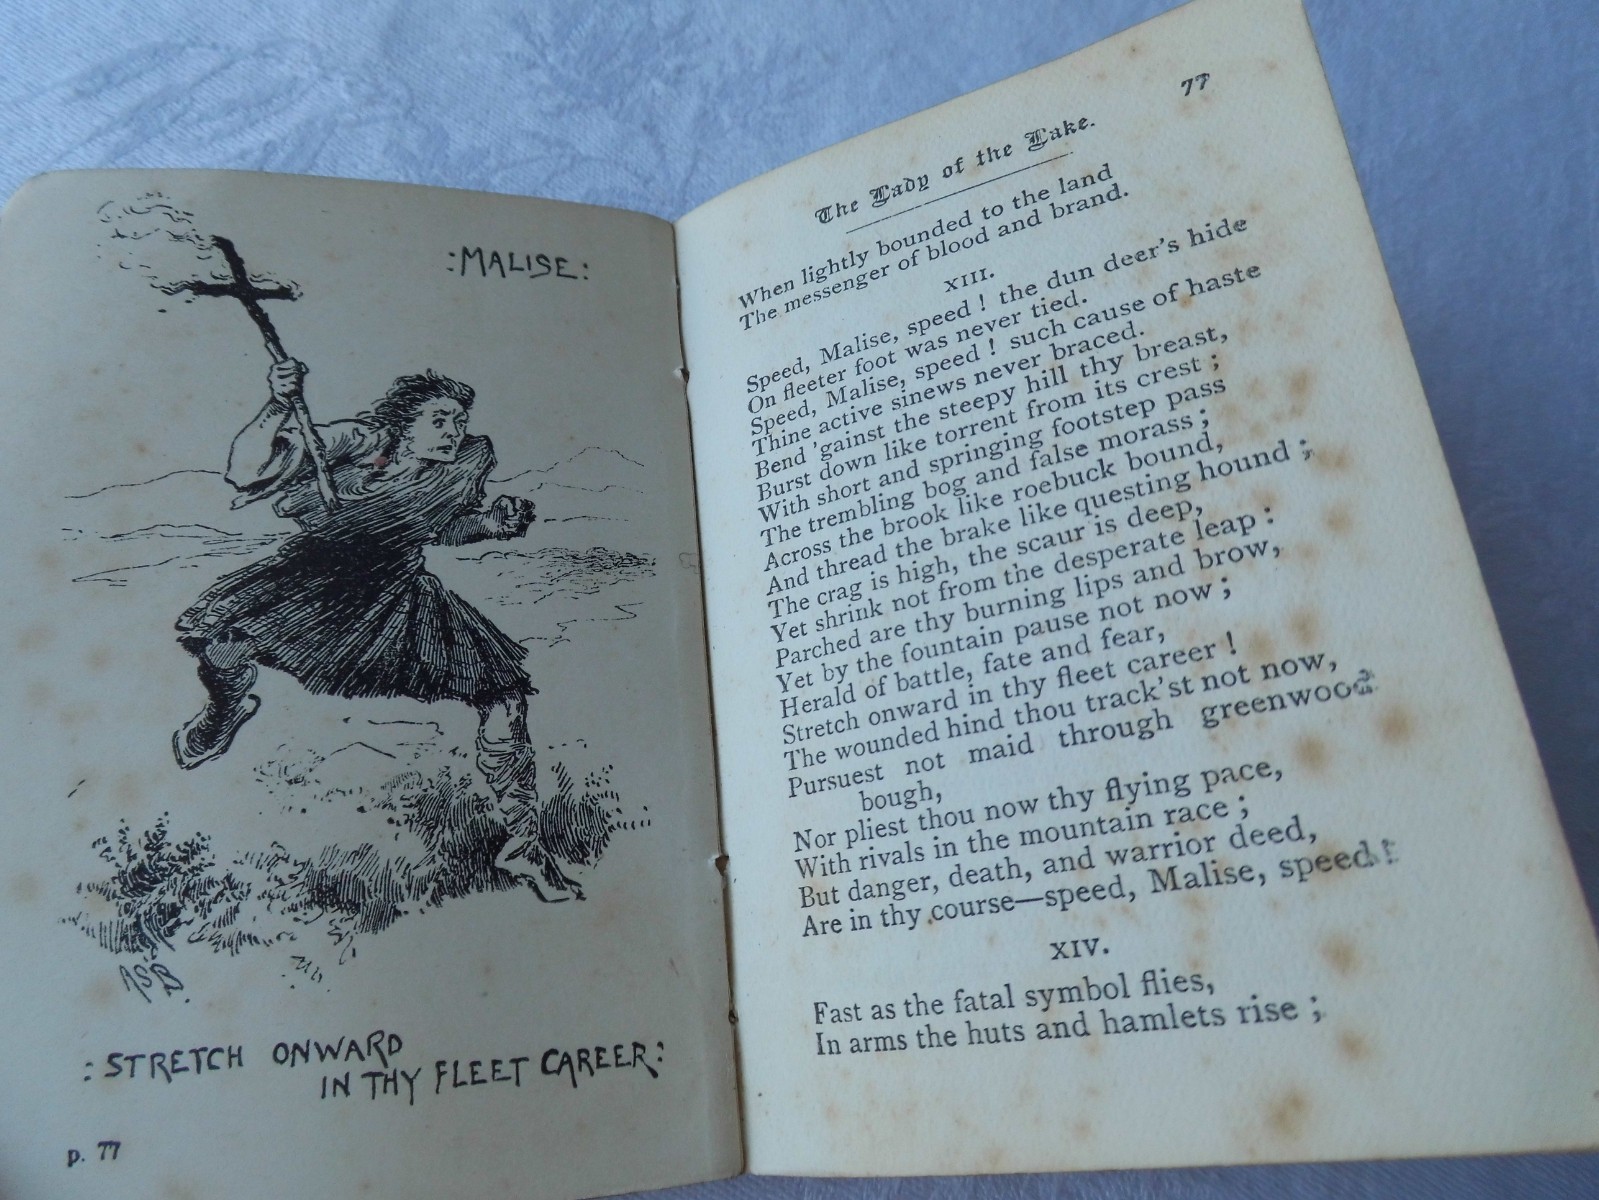 :MALISE:
:STRETCH ONWARD
IN THY FLEET CAREER:
p. 77
77
The Lady of the Lake.
When lightly bounded to the land
The messenger of blood and brand.
XIII.
Speed, Malise, speed! the dun deer's hide
On fleeter foot was never tied.
Speed, Malise, speed! such cause of haste
Thine active sinews never braced.
Bend 'gainst the steepy hill thy breast,
Burst down like torrent from its crest;
With short and springing footstep pass
The trembling bog and false morass;
Across the brook like roebuck bound,
And thread the brake like questing hound;
The crag is high, the scaur is deep,
Yet shrink not from the desperate leap:
Parched are thy burning lips and brow,
Yet by the fountain pause not now;
Herald of battle, fate and fear,
Stretch onward in thy fleet career!
The wounded hind thou track'st not now,
Pursuest not maid through greenwood
bough,
Nor pliest thou now thy flying pace,
With rivals in the mountain race;
But danger, death, and warrior deed,
Are in thy course—speed, Malise, speed!
XIV.
Fast as the fatal symbol flies,
In arms the huts and hamlets rise;